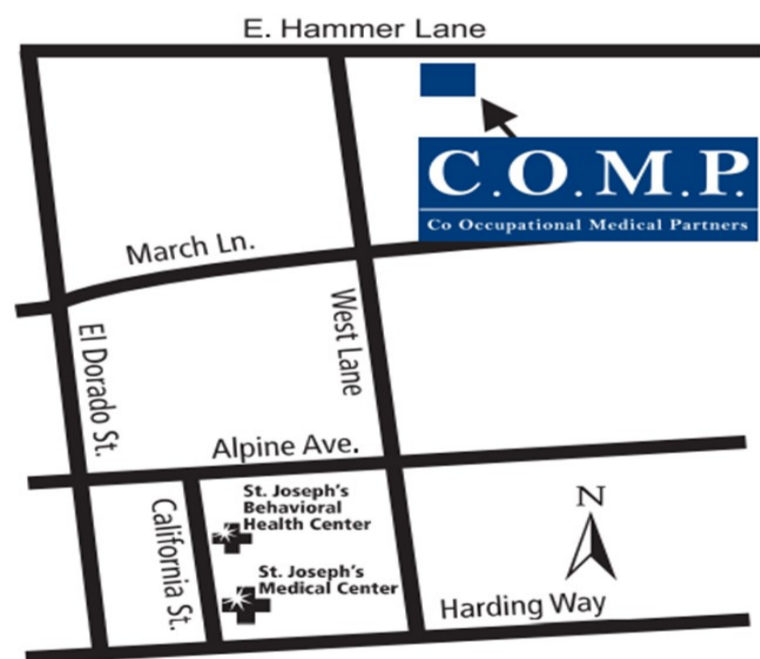 E. Hammer Lane
C.O.M.P.
Co Occupational Medical Partners
March Ln.
West Lane
El Dorado St.
Alpine Ave.
St. Joseph's
Behavioral
Health Center
California St.
St. Joseph's
Medical Center
N
Harding Way